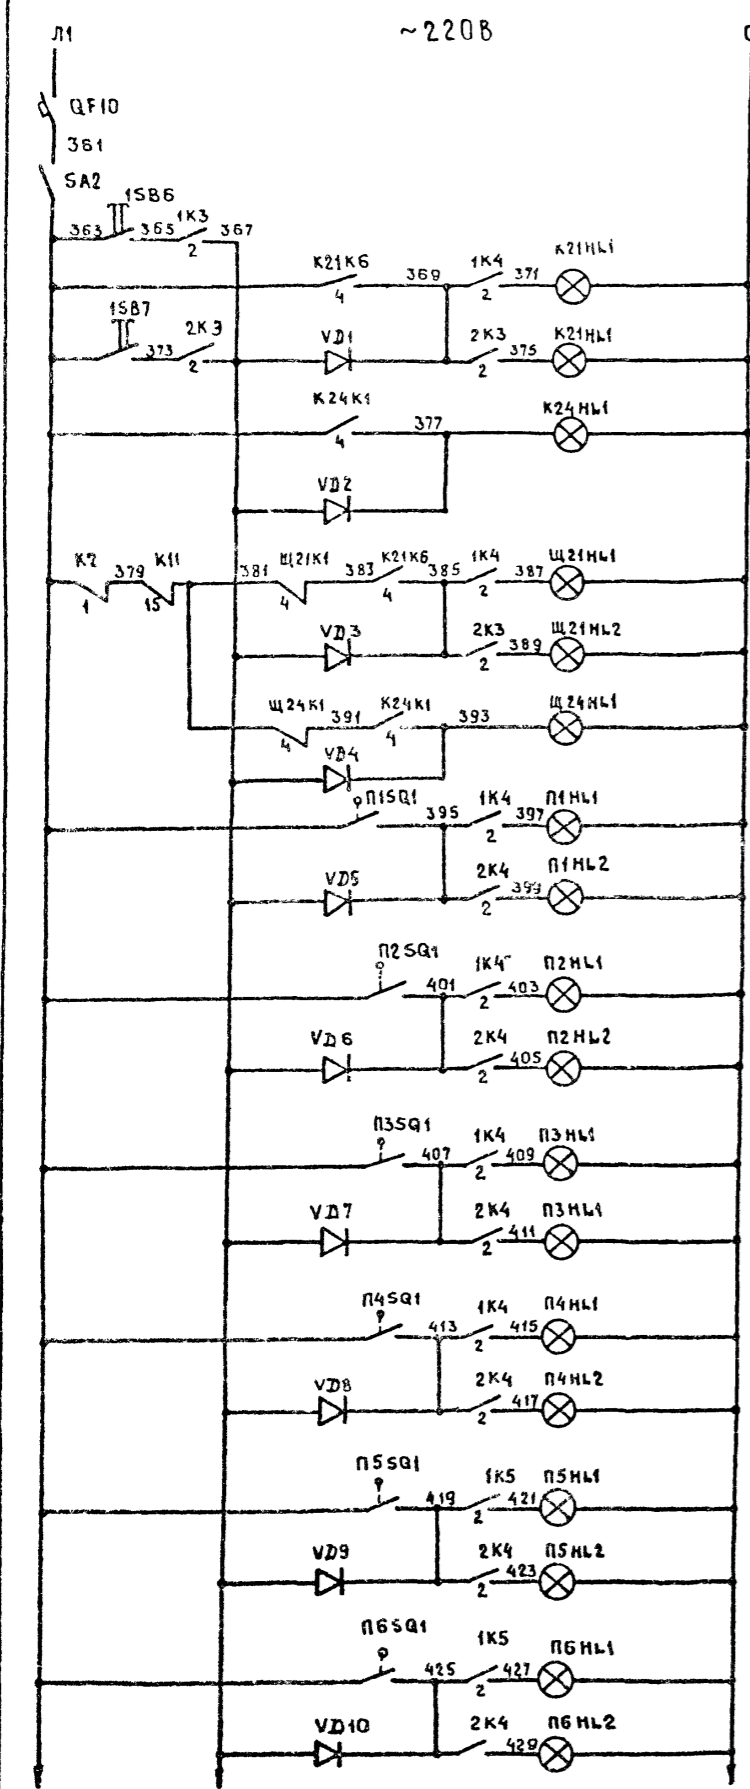 Л1 ~220В
QF10
361
SA2
1SB6
363 365 1К3 367
2
К21К6 369 1К4 371 К21HL1
4 2
1SB7
373 2К3 VD1 2К3 375 К21HL1
2 2
К24К1 377 К24HL1
4
VD2
К7 379 К11 381 Щ21К1 383 К21К6 385 1К4 387 Щ21HL1
1 15 4 4 2
VD3 2К3 389 Щ21HL2
2
Щ24К1 391 К24К1 393 Щ24HL1
4 4
VD4
П1SQ1 395 1К4 397 П1HL1
2
VD5 2К4 399 П1HL2
2
П2SQ1 401 1К4 403 П2HL1
2
VD6 2К4 405 П2HL2
2
П3SQ1 407 1К4 409 П3HL1
2
VD7 2К4 411 П3HL1
2
П4SQ1 413 1К4 415 П4HL1
2
VD8 2К4 417 П4HL2
2
П5SQ1 419 1К5 421 П5HL1
2
VD9 2К4 423 П5HL2
2
П6SQ1 425 1К5 427 П6HL1
2
VD10 2К4 429 П6HL2